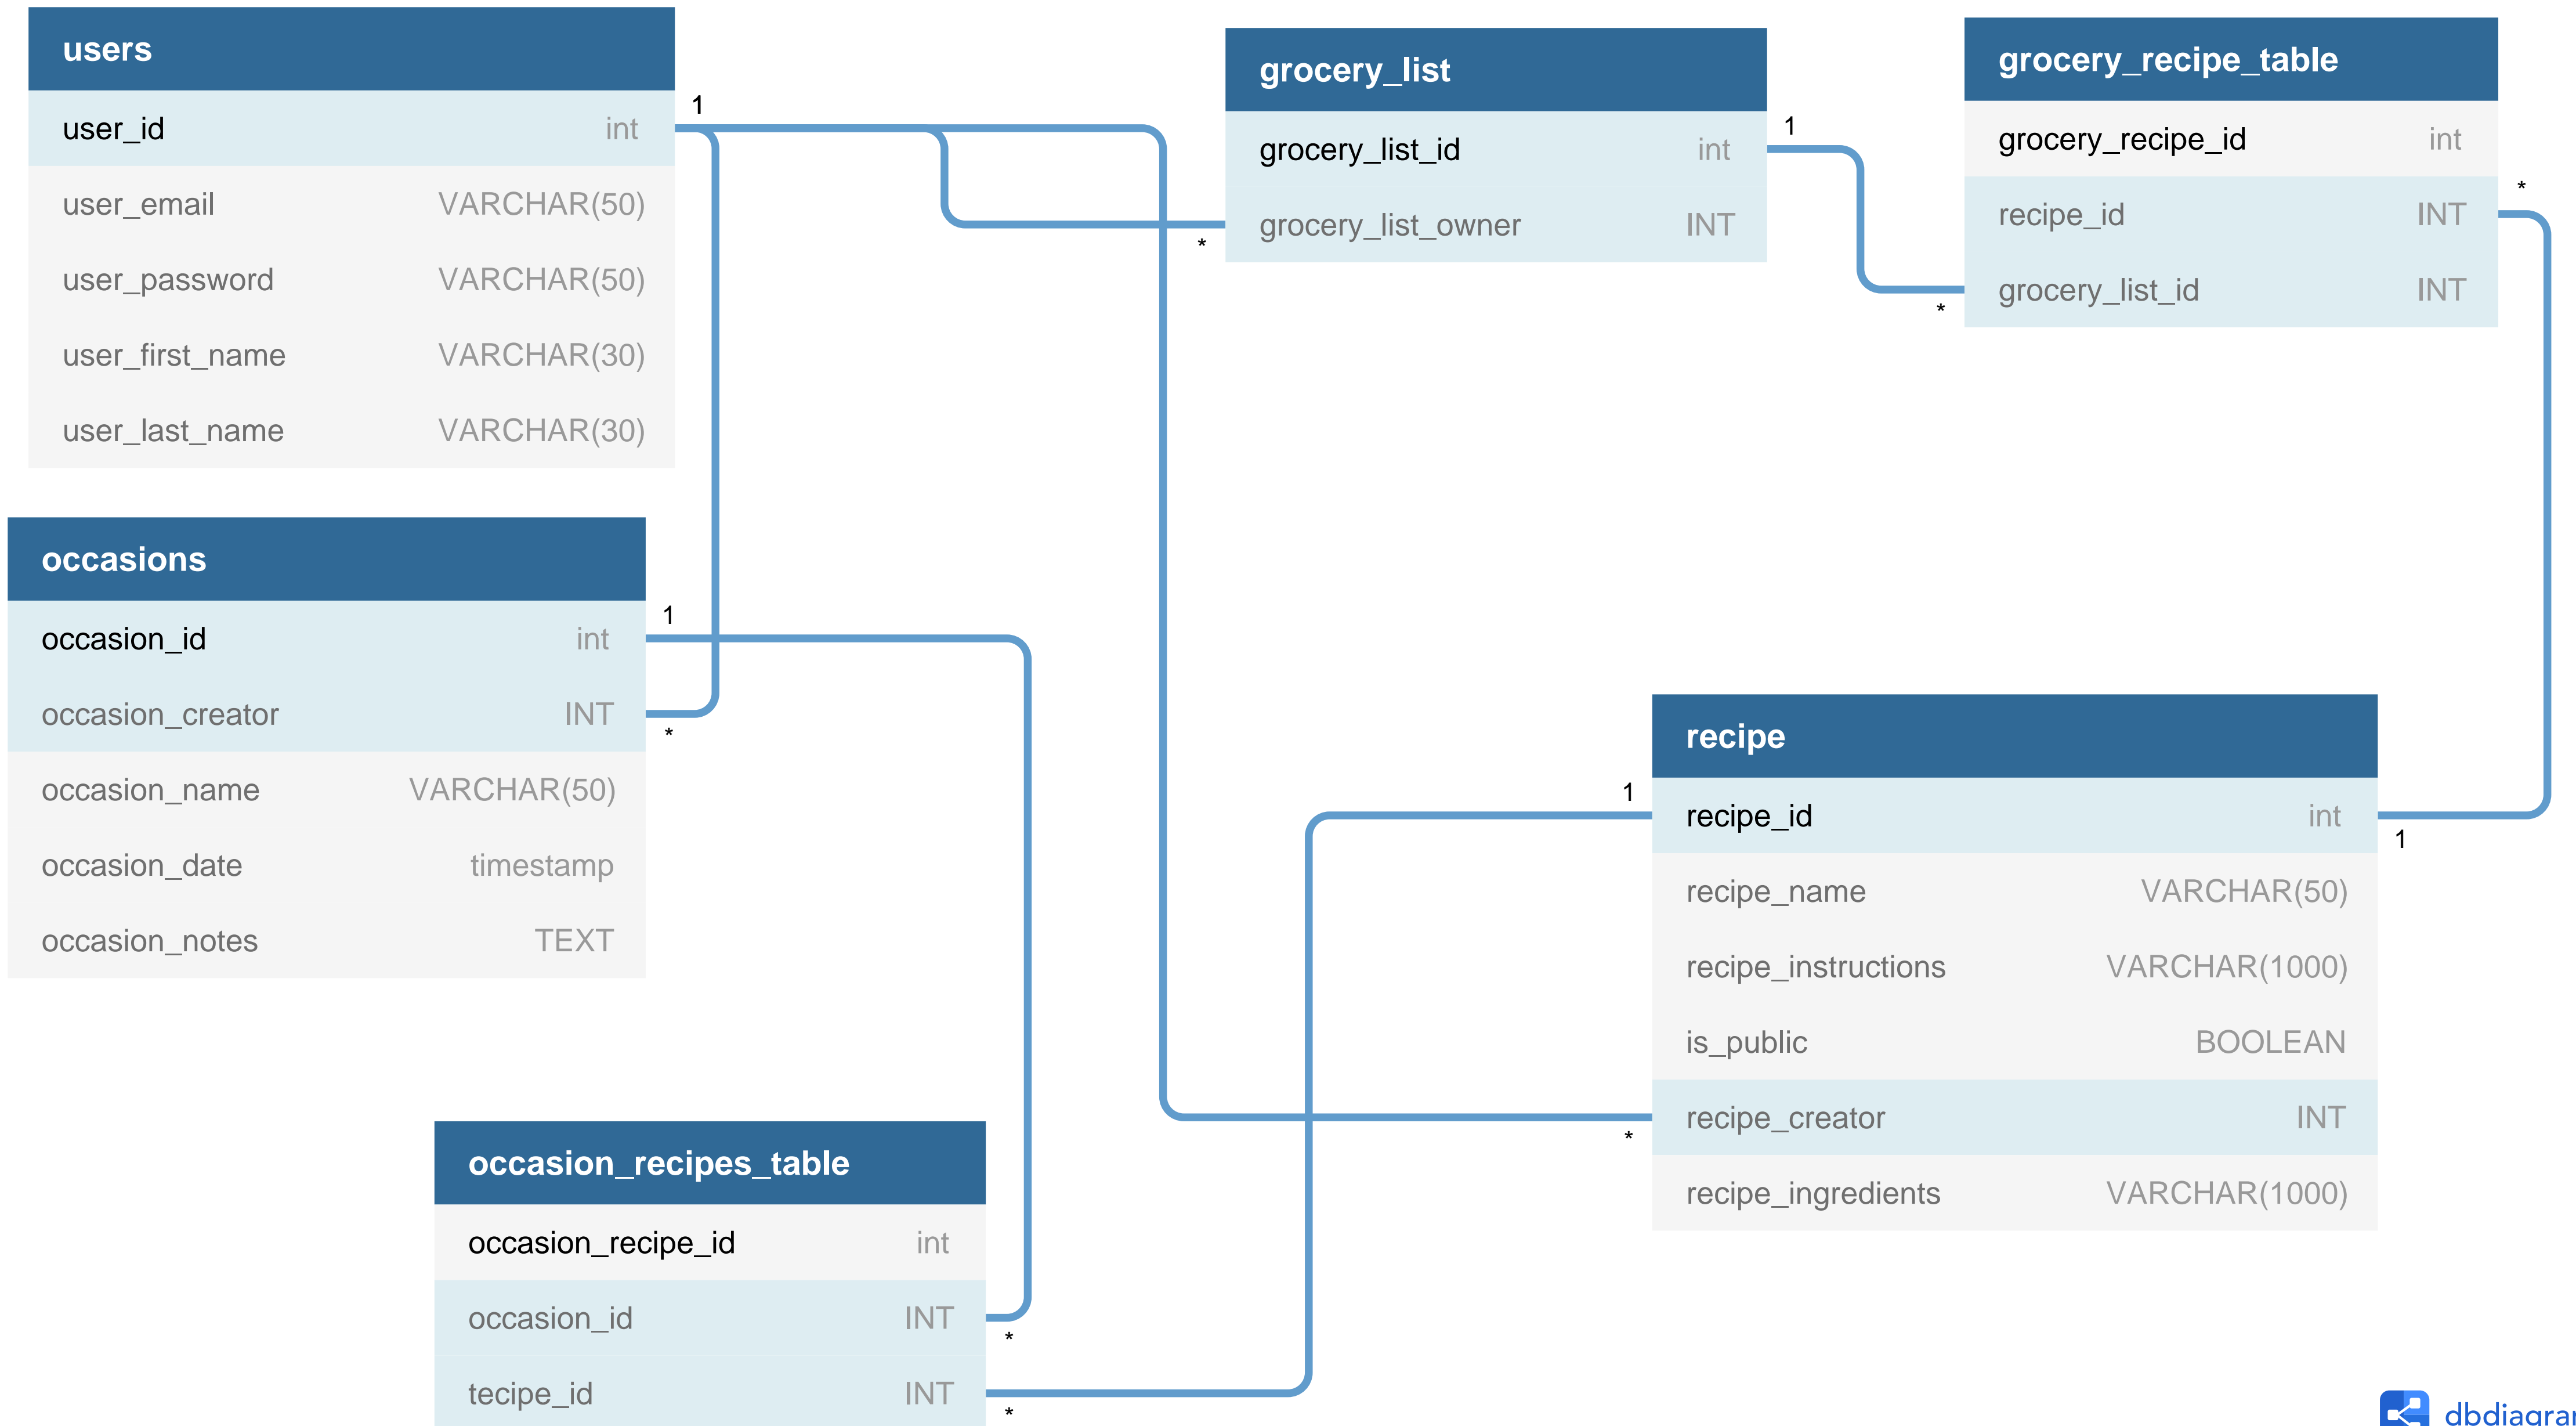 users
user_id int
user_email VARCHAR(50)
user_password VARCHAR(50)
user_first_name VARCHAR(30)
user_last_name VARCHAR(30)
1
grocery_list
grocery_list_id int
grocery_list_owner INT
*
1
grocery_recipe_table
grocery_recipe_id int
recipe_id INT
grocery_list_id INT
*
*
occasions
occasion_id int
occasion_creator INT
occasion_name VARCHAR(50)
occasion_date timestamp
occasion_notes TEXT
1
*
recipe
recipe_id int
recipe_name VARCHAR(50)
recipe_instructions VARCHAR(1000)
is_public BOOLEAN
recipe_creator INT
recipe_ingredients VARCHAR(1000)
1
1
*
occasion_recipes_table
occasion_recipe_id int
occasion_id INT
tecipe_id INT
*
*
dbdiagram